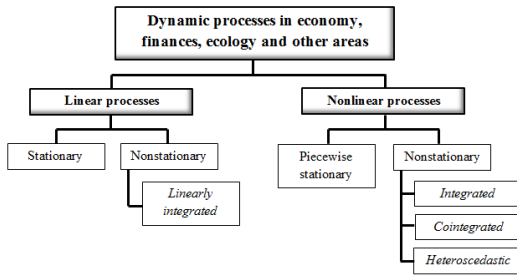 Dynamic processes in economy,
finances, ecology and other areas
Linear processes
Nonlinear processes
Stationary
Nonstationary
Piecewise
stationary
Nonstationary
Linearly
integrated
Integrated
Cointegrated
Heteroscedastic